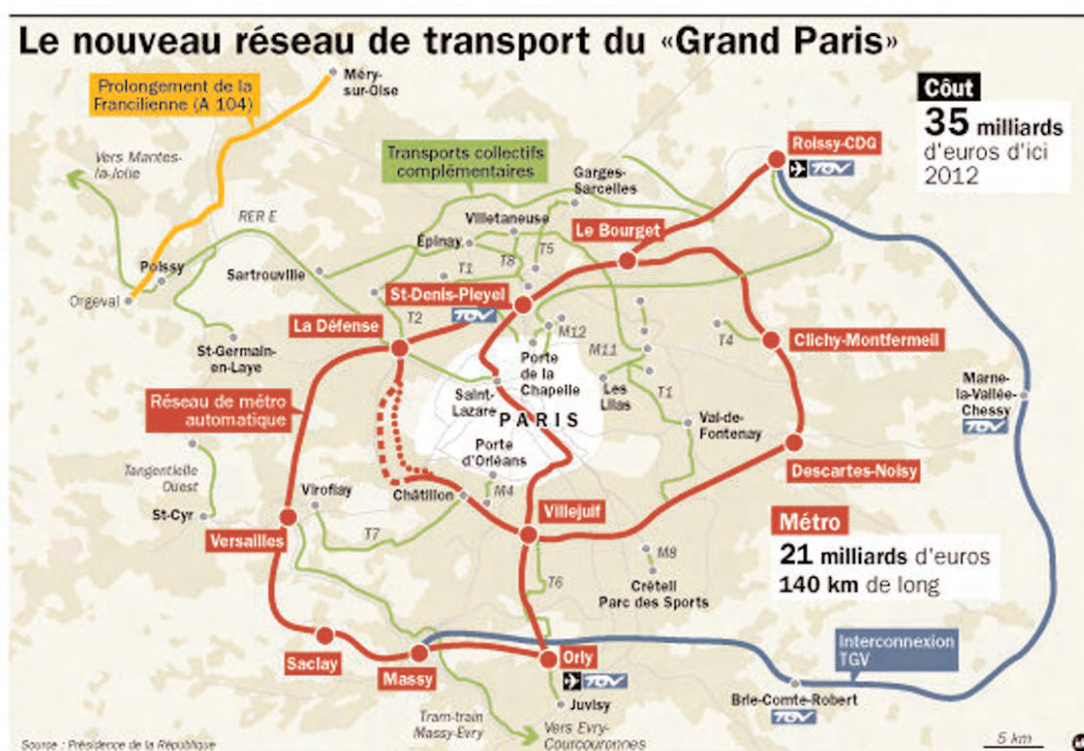 Le nouveau réseau de transport du «Grand Paris»
Prolongement de la
Francilienne (A 104)
Méry-
sur-Oise
Côut
35 milliards
d'euros d'ici
2012
Vers Mantes-
la-Jolie
Transports collectifs
complémentaires
Garges-
Sarcelles
Roissy-CDG
TGV
RER E
Villetaneuse
Le Bourget
Épinay
T5
T8
Poissy
Sartrouville
T1
Orgeval
St-Denis-Pleyel
TGV
La Défense
T2
M12
St-Germain-
en-Laye
Porte
de la
Chapelle
M11
T4
Clichy-Montfermeil
Réseau de métro
automatique
Saint-
Lazare
Les
Lilas
T1
Marne-
la-Vallée-
Chessy
TGV
PARIS
Val-de-
Fontenay
Porte
d'Orléans
Descartes-Noisy
Tangentielle
Ouest
Viroflay
Châtillon
M4
St-Cyr
Versailles
T7
Villejuif
Métro
21 milliards d'euros
140 km de long
M8
Créteil
Parc des Sports
T6
Saclay
Massy
Orly
TGV
Interconnexion
TGV
Juvisy
Brie-Comte-Robert
TGV
Tram-train
Massy-Evry
Vers Evry-
Courcouronnes
5 km
Source : Présidence de la République